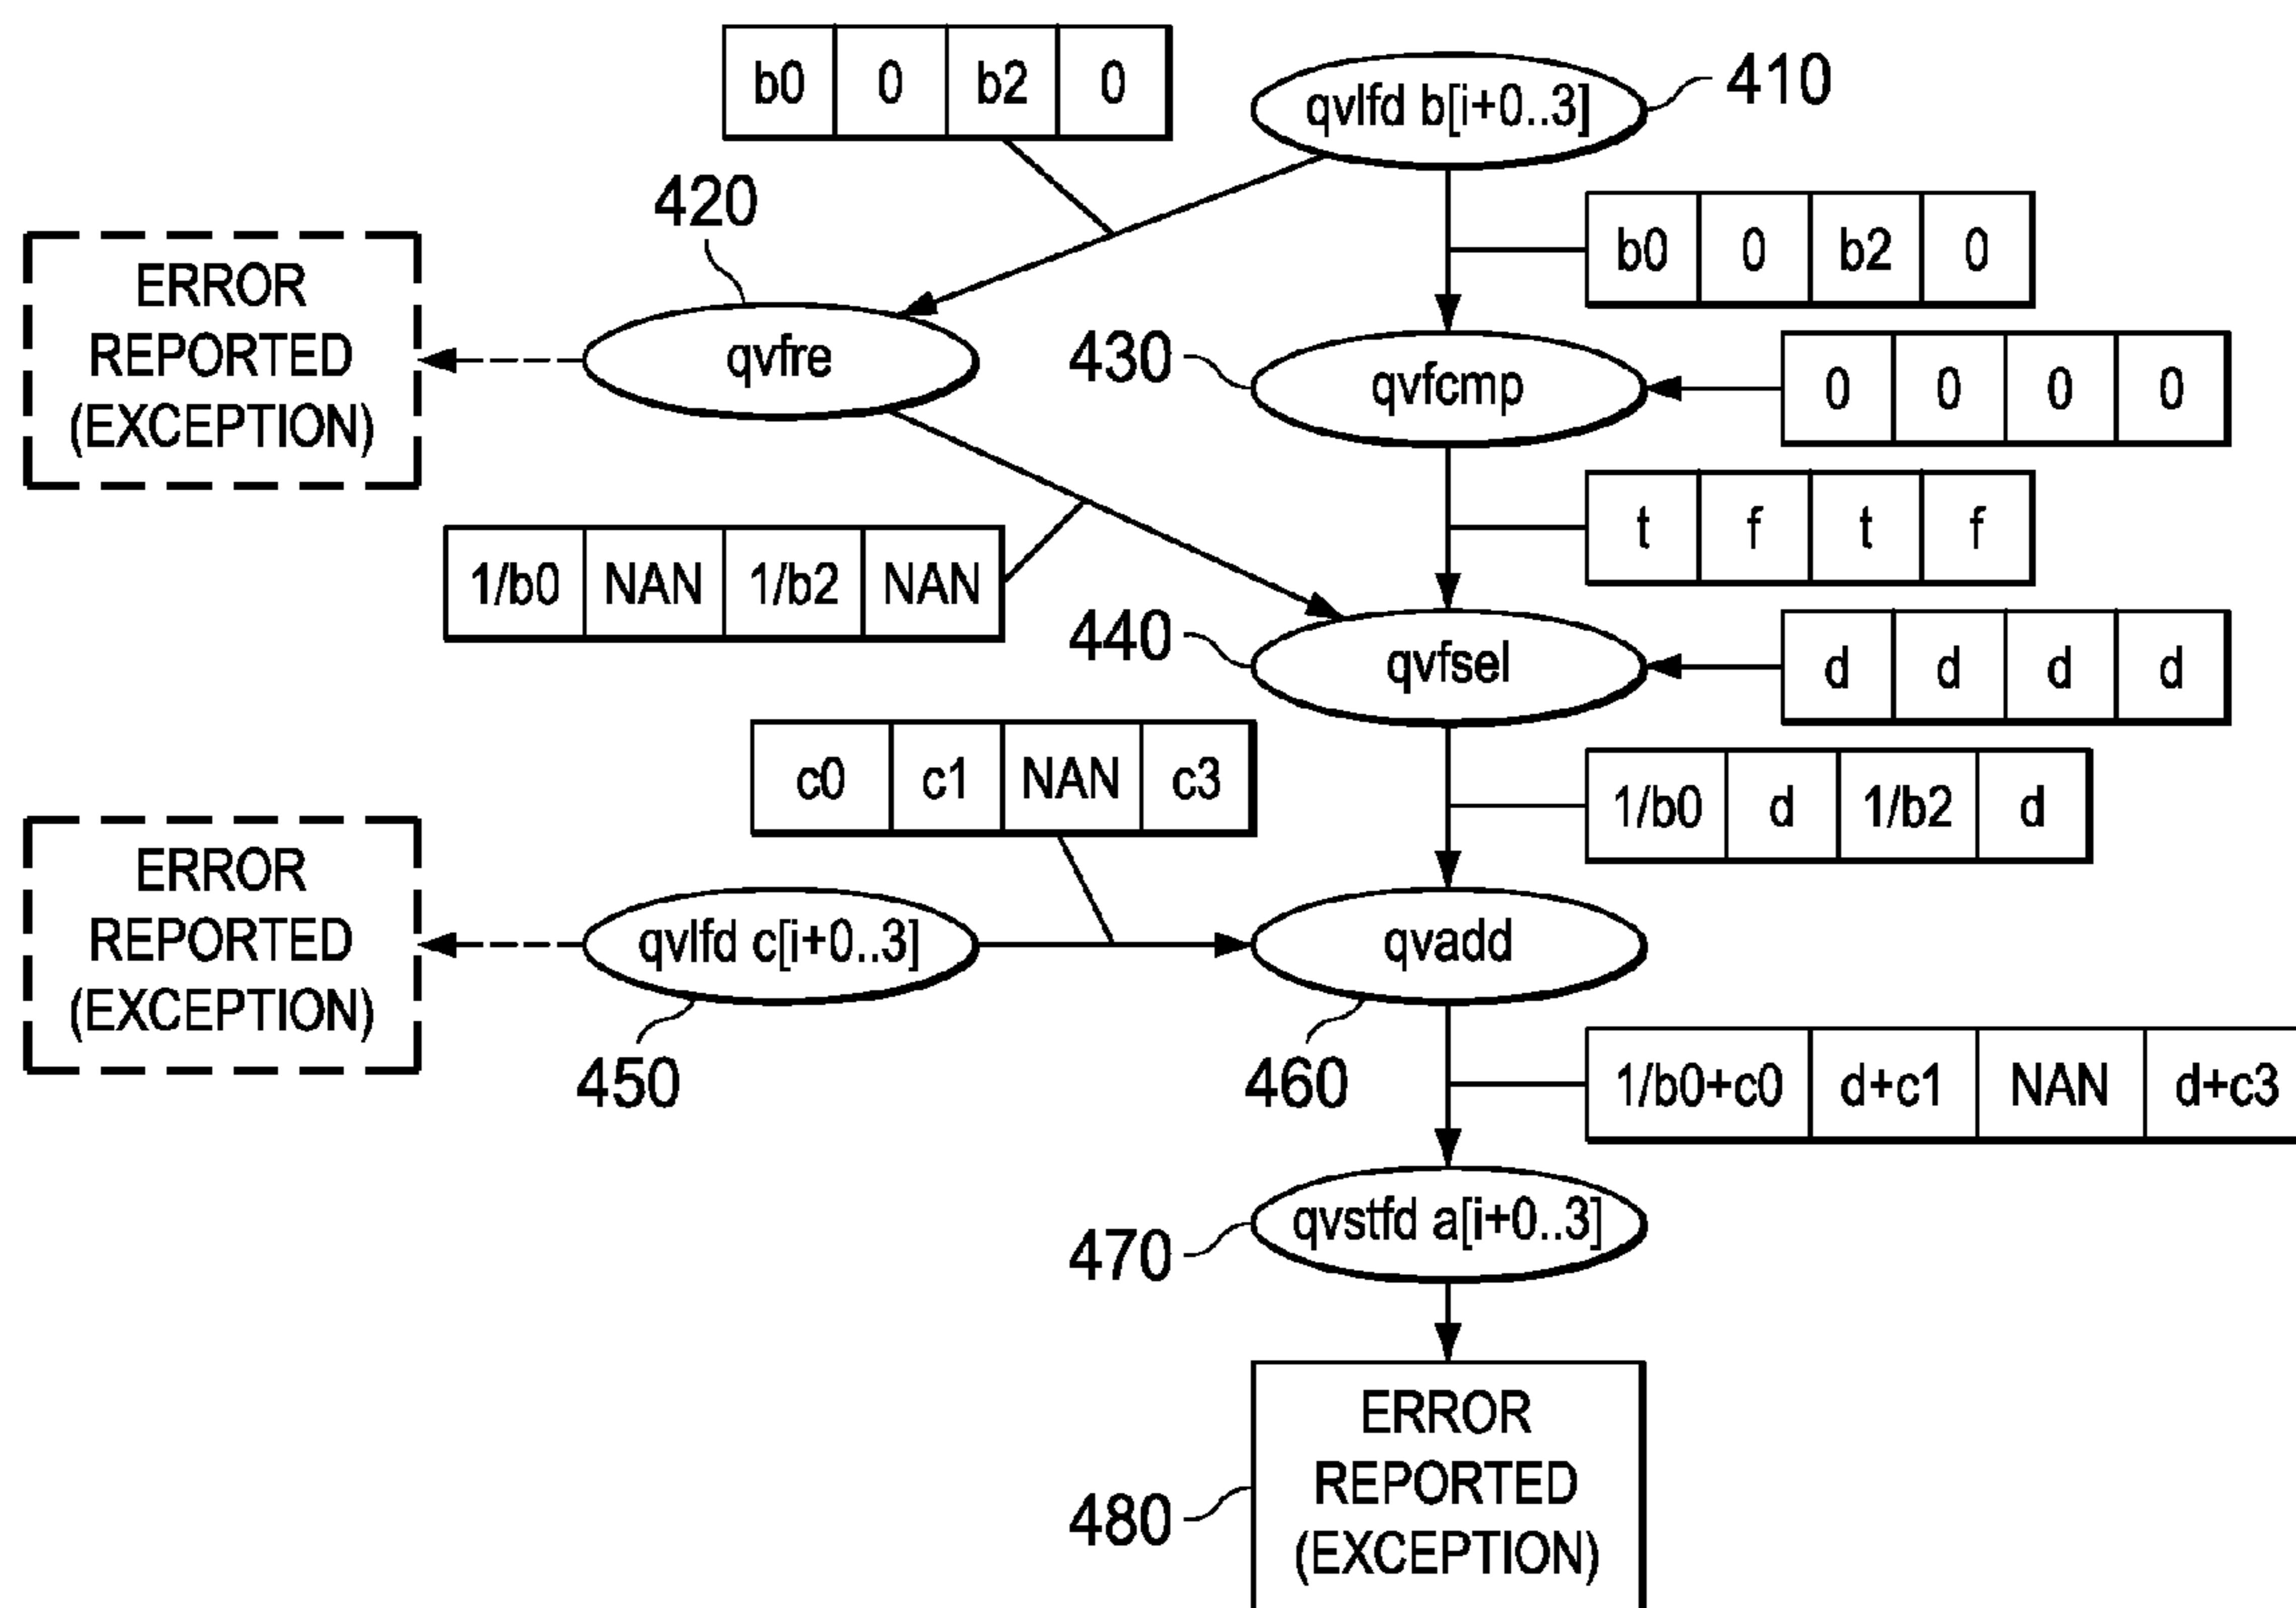 b0 0 b2 0
qvlfd b[i+0..3]
410
420
b0 0 b2 0
ERROR
REPORTED
(EXCEPTION)
qvfre
430
qvfcmp
0 0 0 0
t f t f
1/b0 NAN 1/b2 NAN
440
qvfsel
d d d d
c0 c1 NAN c3
1/b0 d 1/b2 d
ERROR
REPORTED
(EXCEPTION)
qvlfd c[i+0..3]
qvadd
450
460
1/b0+c0 d+c1 NAN d+c3
470
qvstfd a[i+0..3]
480
ERROR
REPORTED
(EXCEPTION)